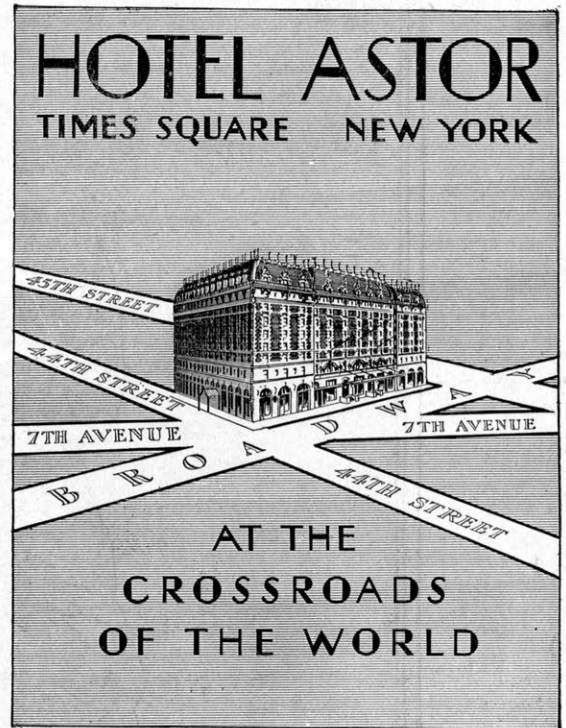 HOTEL ASTOR
TIMES SQUARE NEW YORK
45TH STREET
44TH STREET
7TH AVENUE
BROADWAY
7TH AVENUE
44TH STREET
AT THE
CROSSROADS
OF THE WORLD